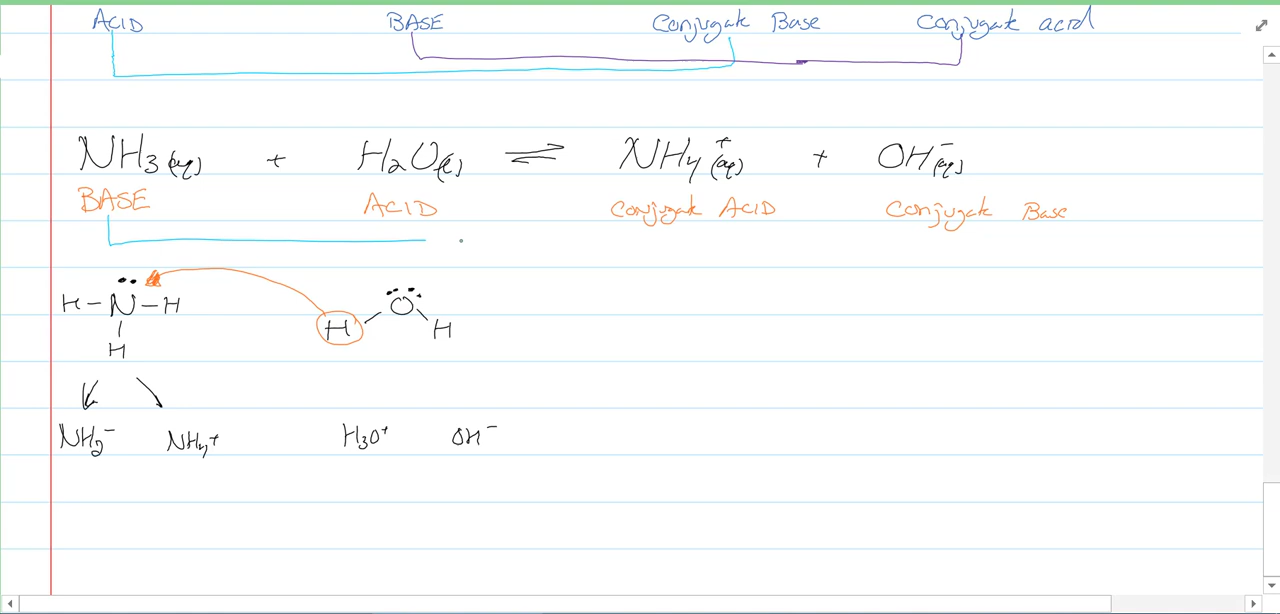 ACID BASE Conjugate Base Conjugate acid
NH3(aq) + H2O(l) ⇌ NH4+(aq) + OH-(aq)
BASE ACID Conjugate ACID Conjugate Base
H-N-H H O H
H
NH2- NH4+ H3O+ OH-